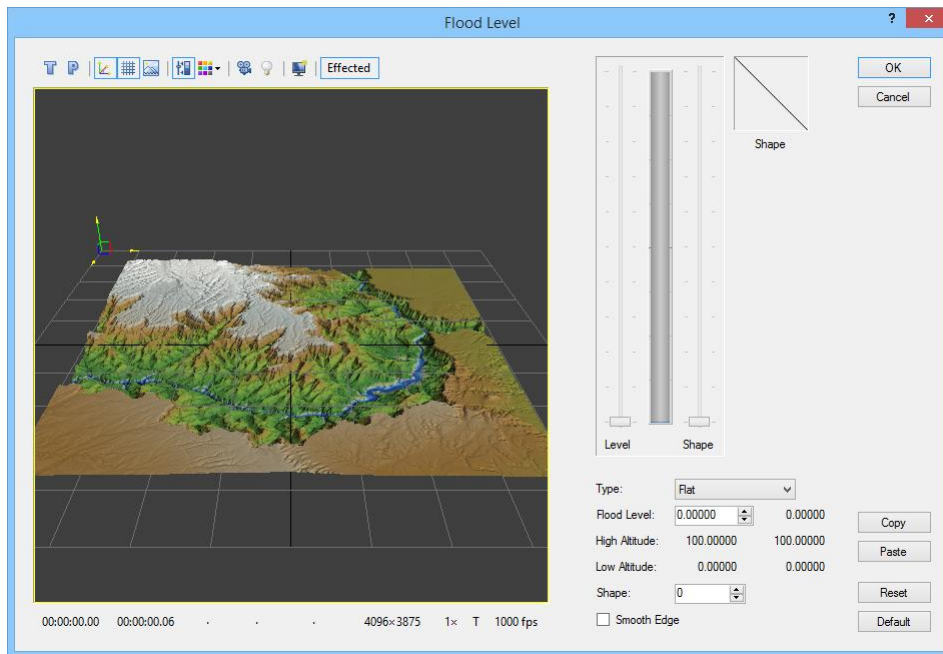 Flood Level
?
T P Effected
OK
Cancel
Shape
Level Shape
Type: Flat
Flood Level: 0.00000 0.00000
High Altitude: 100.00000 100.00000
Low Altitude: 0.00000 0.00000
Shape: 0
Smooth Edge
Copy
Paste
Reset
Default
00:00:00.00 00:00:00.06 . . . 4096×3875 1× T 1000 fps